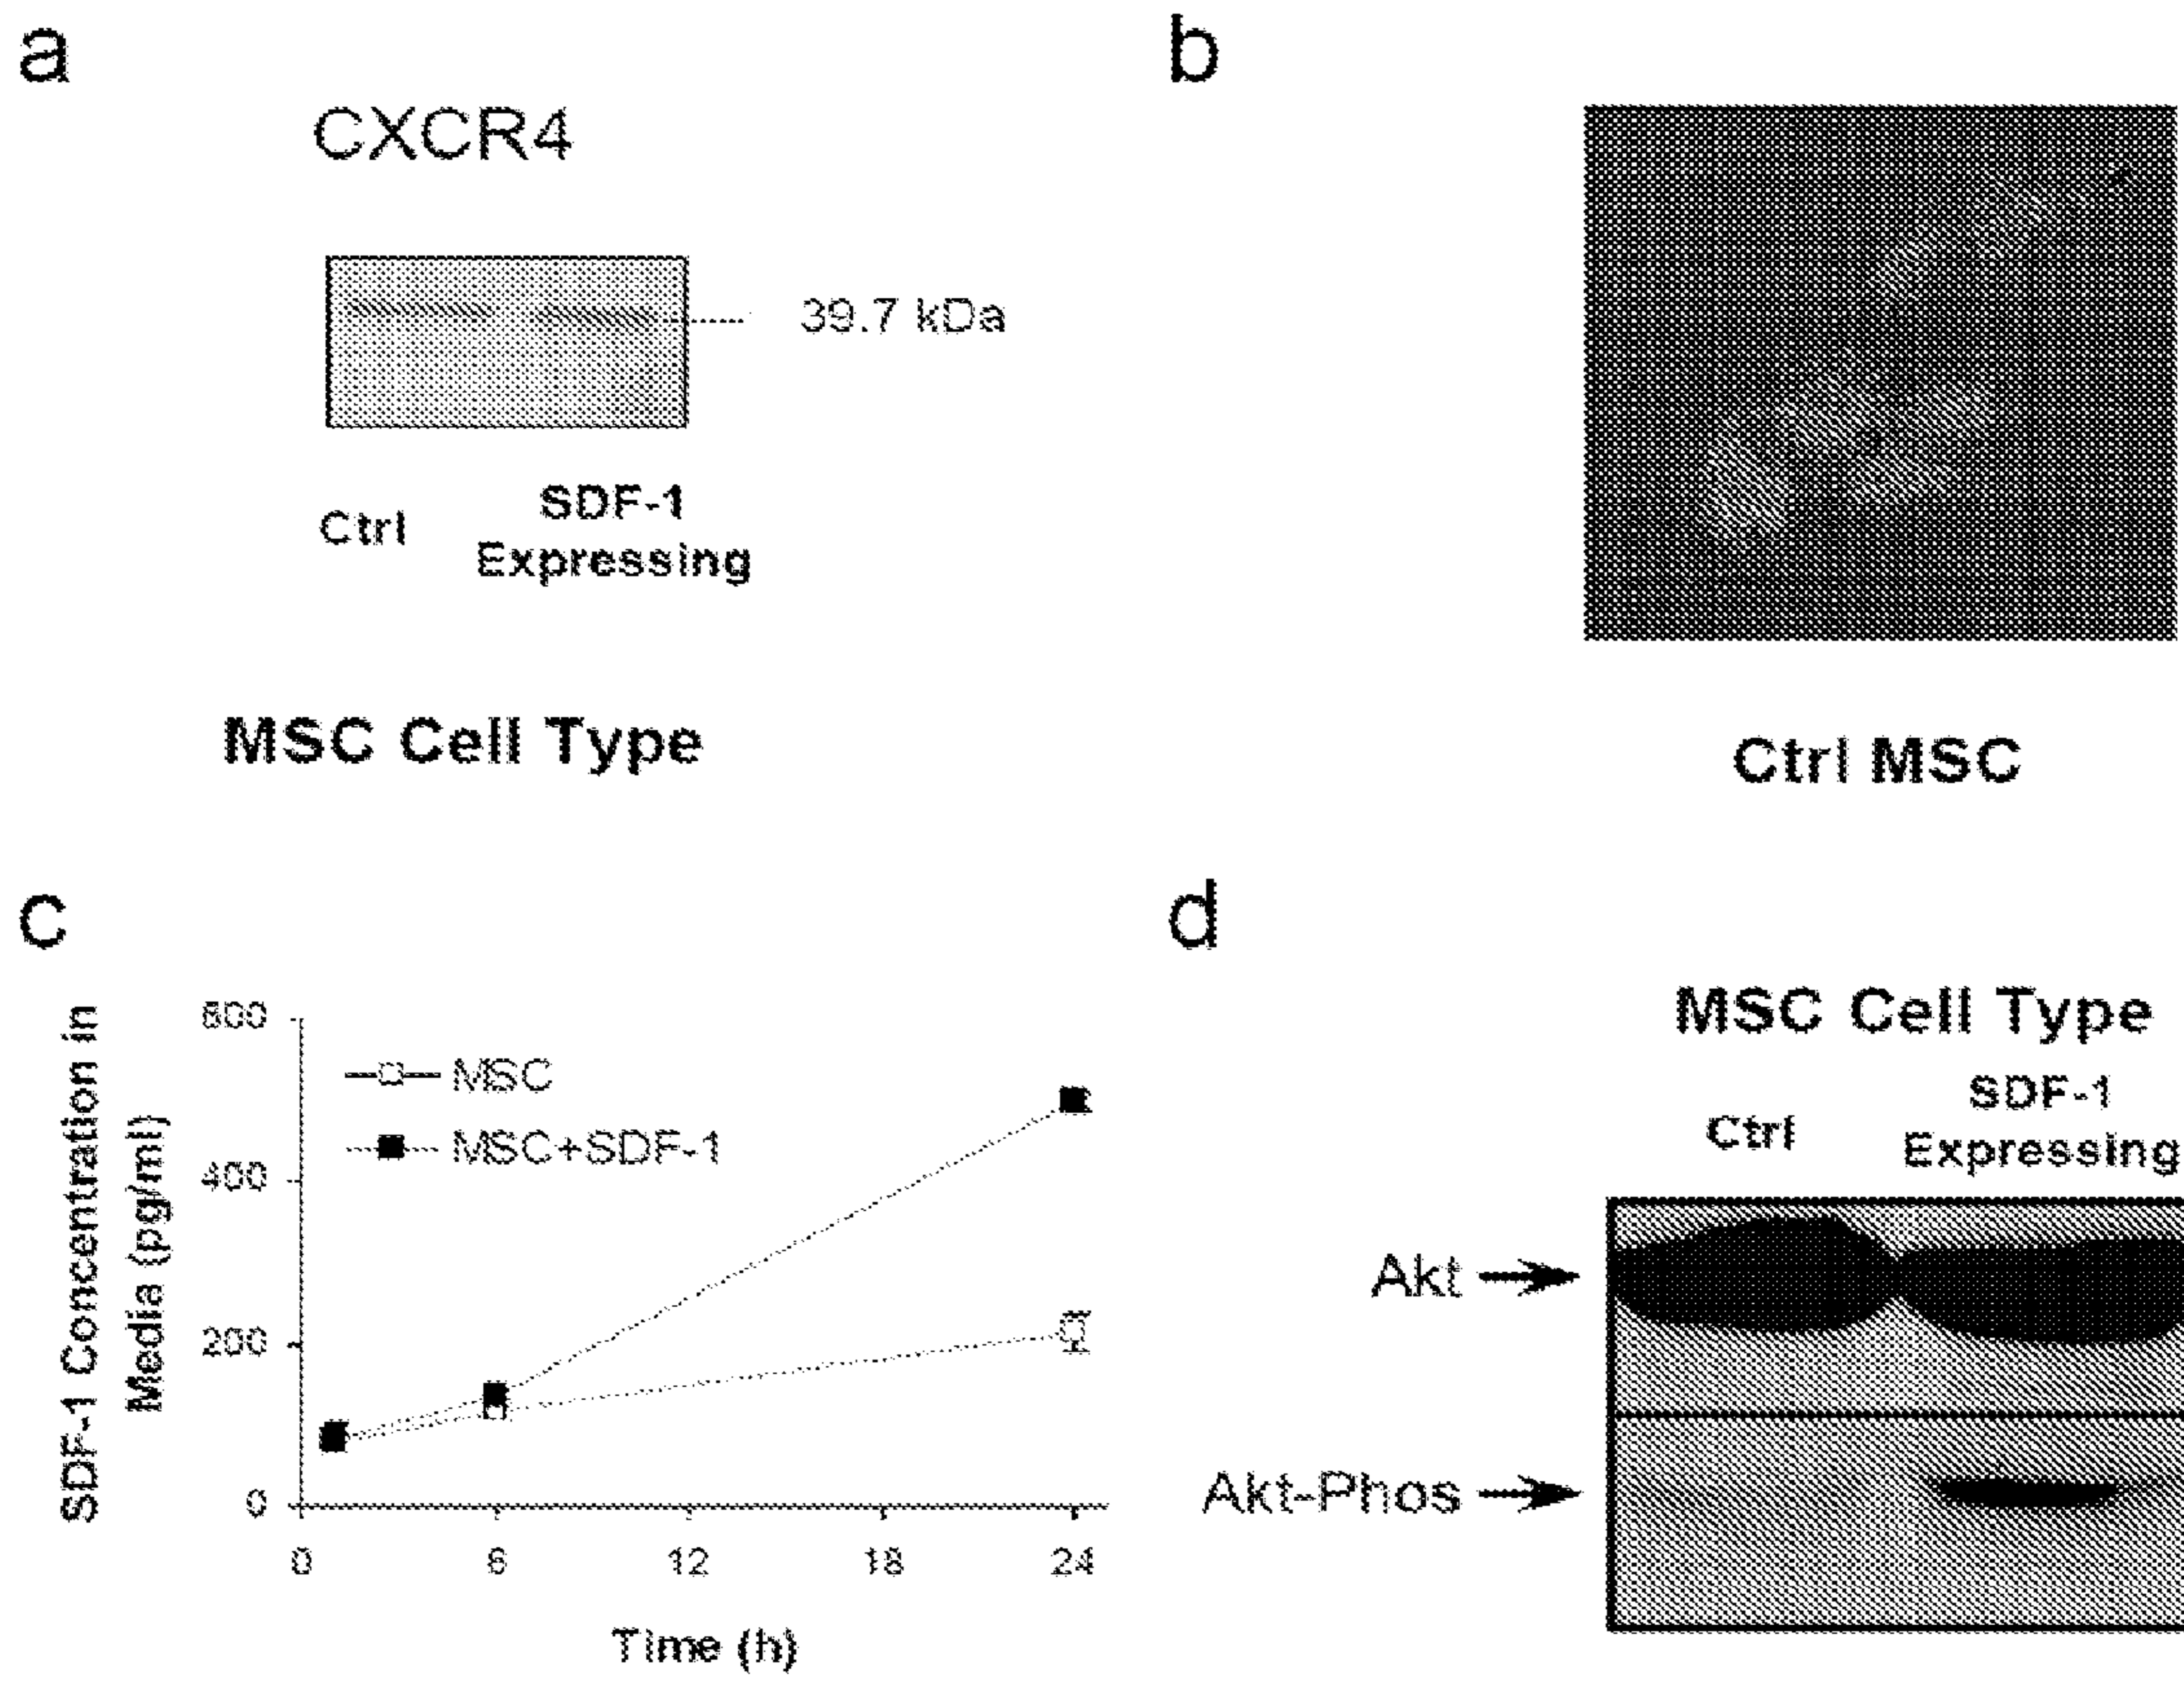 a
CXCR4
39.7 kDa
Ctrl
SDF-1
Expressing
MSC Cell Type
b
Ctrl MSC
c
SDF-1 Concentration in
Media (pg/ml)
600
400
200
0
MSC
MSC+SDF-1
0 6 12 18 24
Time (h)
d
MSC Cell Type
Ctrl
SDF-1
Expressing
Akt
Akt-Phos